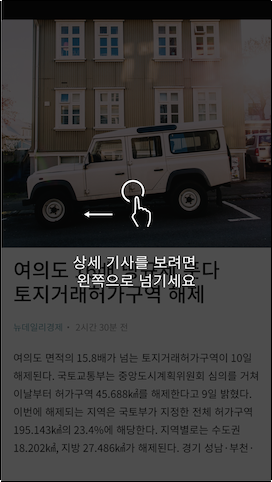 상세 기사를 보려면
왼쪽으로 넘기세요
여의도
토지거래허가구역 해제
뉴데일리경제 • 2시간 30분 전
여의도 면적의 15.8배가 넘는 토지거래허가구역이 10일
해제된다. 국토교통부는 중앙도시계획위원회 심의를 거쳐
이날부터 허가구역 45.688㎢를 해제한다고 9일 밝혔다.
이번에 해제되는 지역은 국토부가 지정한 전체 허가구역
195.143㎢의 23.4%에 해당한다. 지역별로는 수도권
18.202㎢, 지방 27.486㎢가 해제된다. 경기 성남·부천·